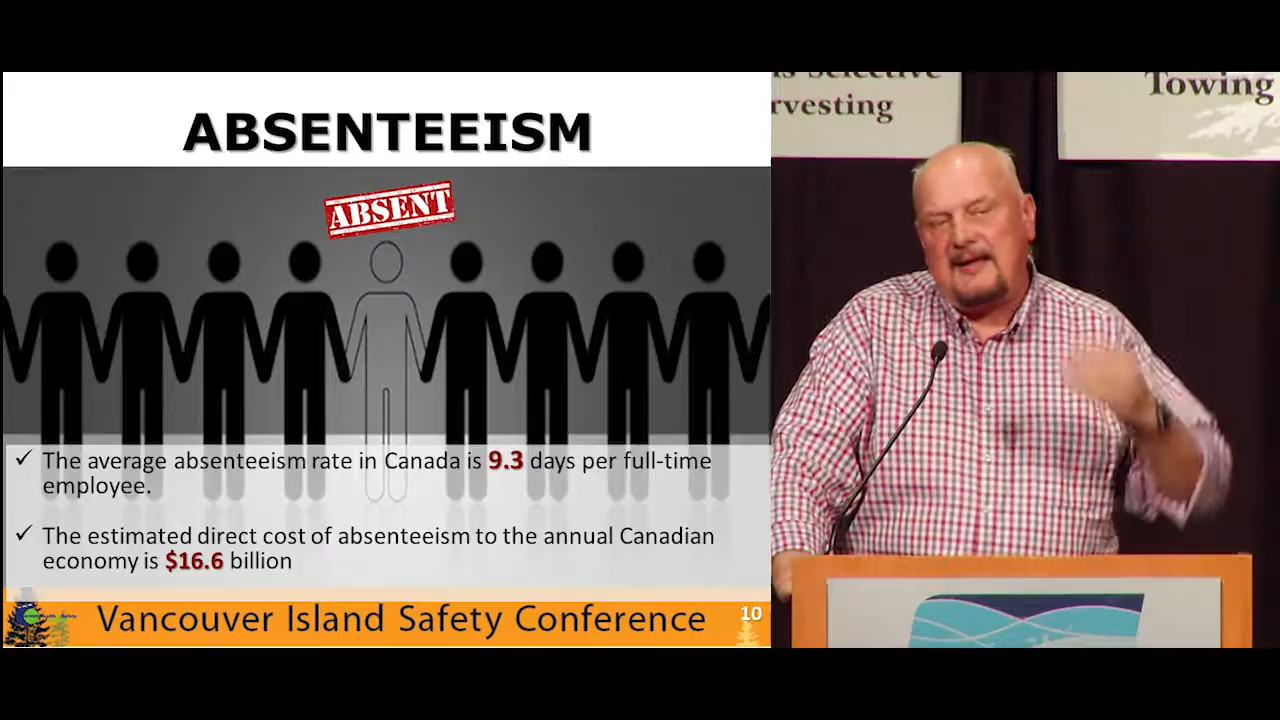 ABSENTEEISM
ABSENT
✓ The average absenteeism rate in Canada is 9.3 days per full-time
employee.
✓ The estimated direct cost of absenteeism to the annual Canadian
economy is $16.6 billion
Vancouver Island Safety Conference
10
Selective
rvesting
Towing